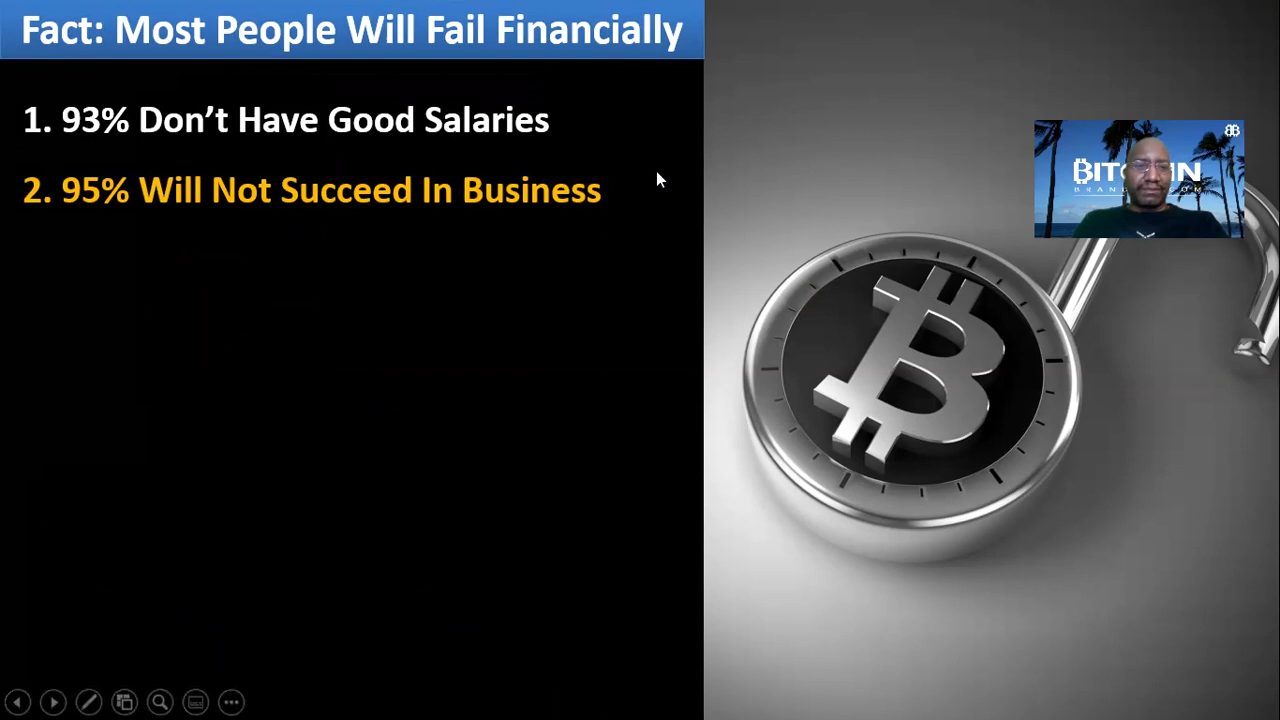 Fact: Most People Will Fail Financially
1. 93% Don’t Have Good Salaries
2. 95% Will Not Succeed In Business